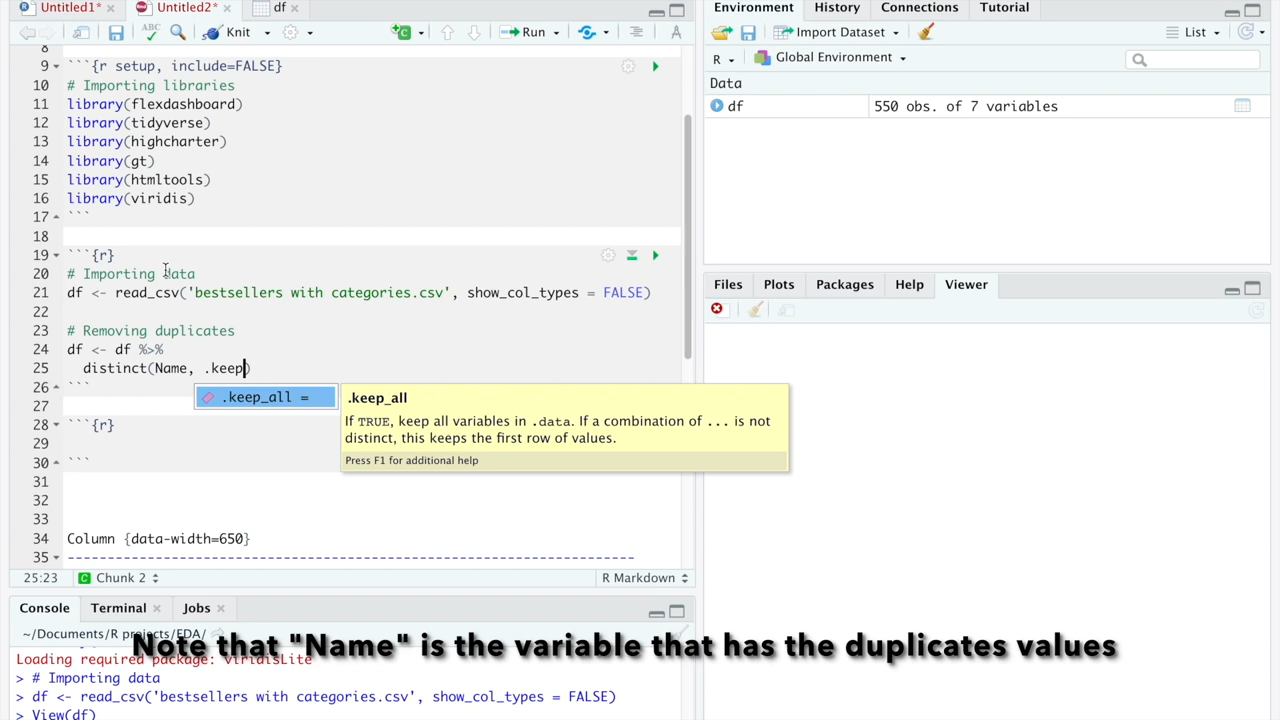 Untitled1* Untitled2* df
ABC Knit Run
8
9 ```{r setup, include=FALSE}
10 # Importing libraries
11 library(flexdashboard)
12 library(tidyverse)
13 library(highcharter)
14 library(gt)
15 library(htmltools)
16 library(viridis)
17 ```
18
19 ```{r}
20 # Importing data
21 df <- read_csv('bestsellers with categories.csv', show_col_types = FALSE)
22
23 # Removing duplicates
24 df <- df %>%
25 distinct(Name, .keep)
26 ```
.keep_all =
.keep_all
If TRUE, keep all variables in .data. If a combination of ... is not
distinct, this keeps the first row of values.
Press F1 for additional help
27
28 ```{r}
29
30 ```
31
32
33
34 Column {data-width=650}
35 -----------------------------------------------------------------------
25:23 Chunk 2 R Markdown
Console Terminal Jobs
~/Documents/R projects/EDA/
Loading required package: viridisLite
> # Importing data
> df <- read_csv('bestsellers with categories.csv', show_col_types = FALSE)
> View(df)
Environment History Connections Tutorial
Import Dataset List
R Global Environment
Data
df 550 obs. of 7 variables
Files Plots Packages Help Viewer
Note that "Name" is the variable that has the duplicates values